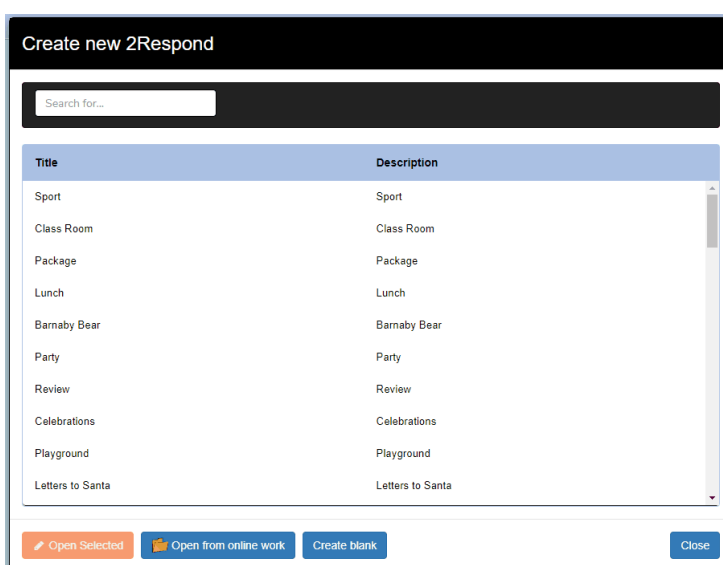 Create new 2Respond
Search for...
Title Description
Sport Sport
Class Room Class Room
Package Package
Lunch Lunch
Barnaby Bear Barnaby Bear
Party Party
Review Review
Celebrations Celebrations
Playground Playground
Letters to Santa Letters to Santa
Open Selected Open from online work Create blank Close